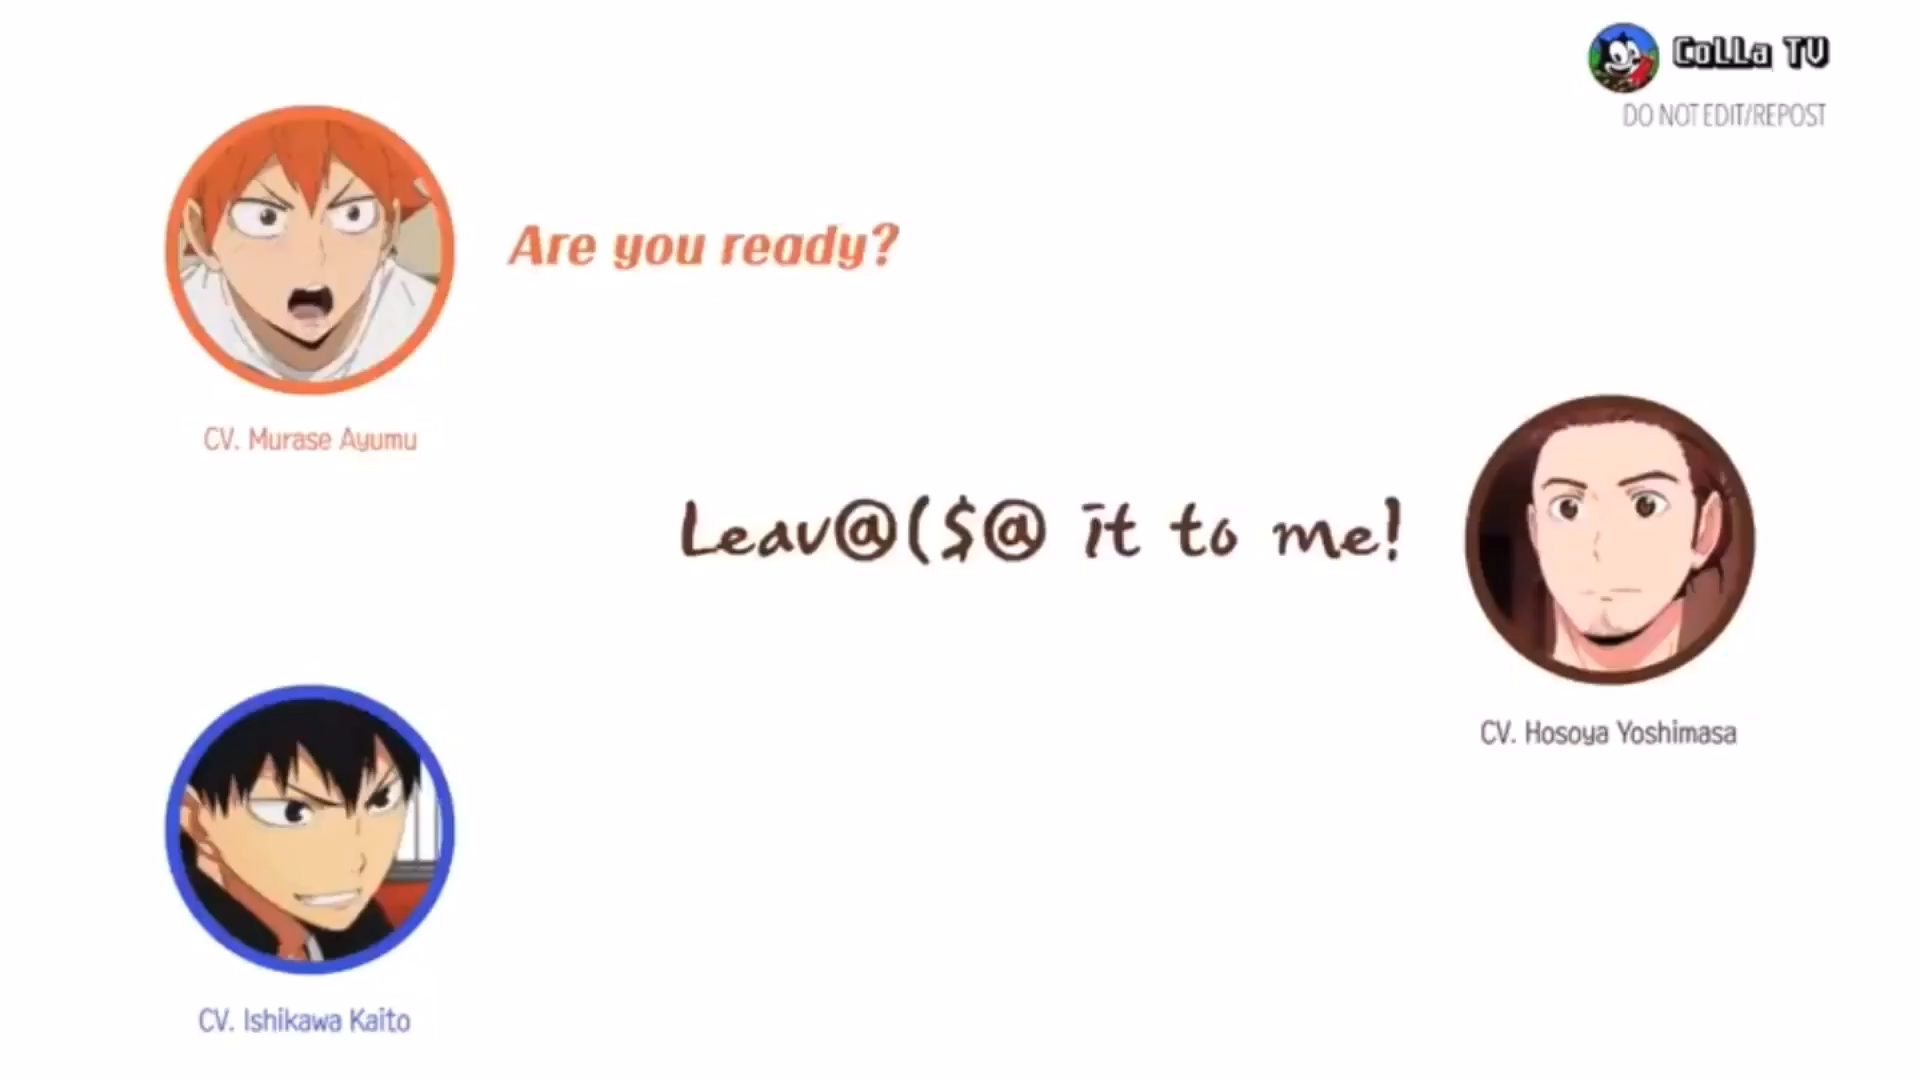 CoLLa TV
DO NOT EDIT/REPOST
Are you ready?
CV. Murase Ayumu
Leav@($@ it to me!
CV. Hosoya Yoshimasa
CV. Ishikawa Kaito